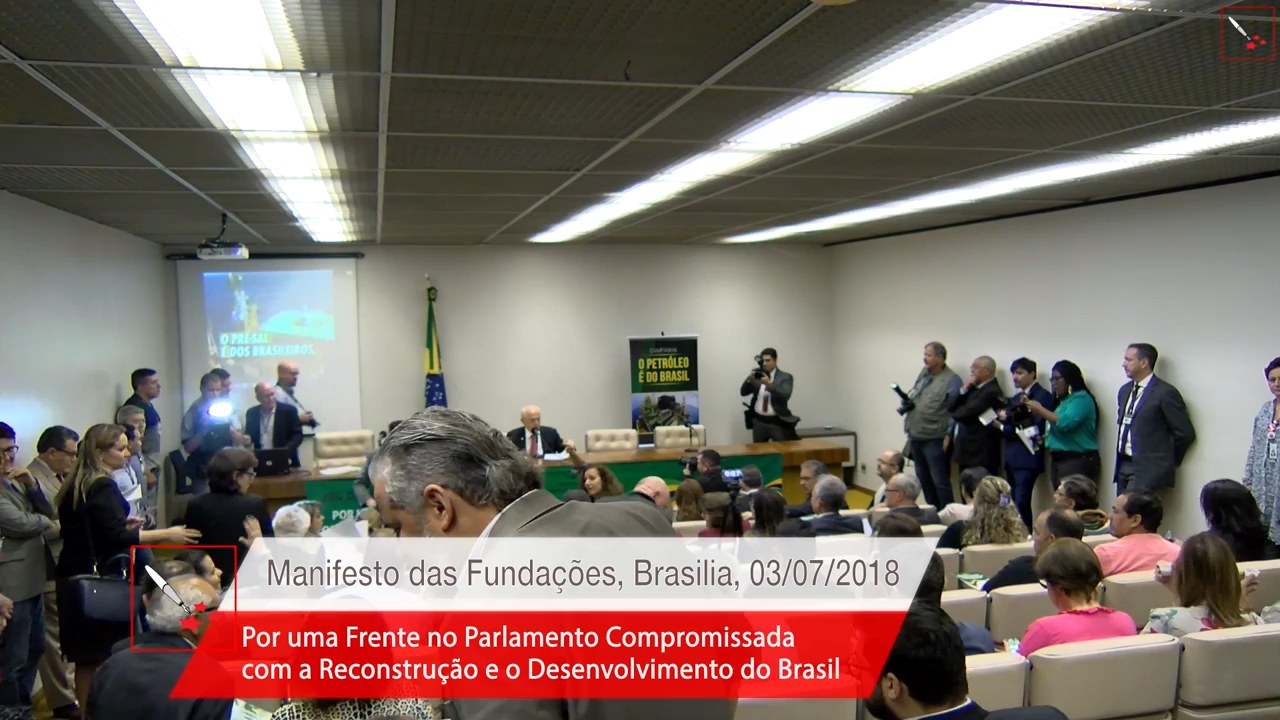 O PRÉ-SAL
É DOS BRASILEIROS,
O PETRÓLEO
É DO BRASIL
POR
Manifesto das Fundações, Brasilia, 03/07/2018
Por uma Frente no Parlamento Compromissada
com a Reconstrução e o Desenvolvimento do Brasil